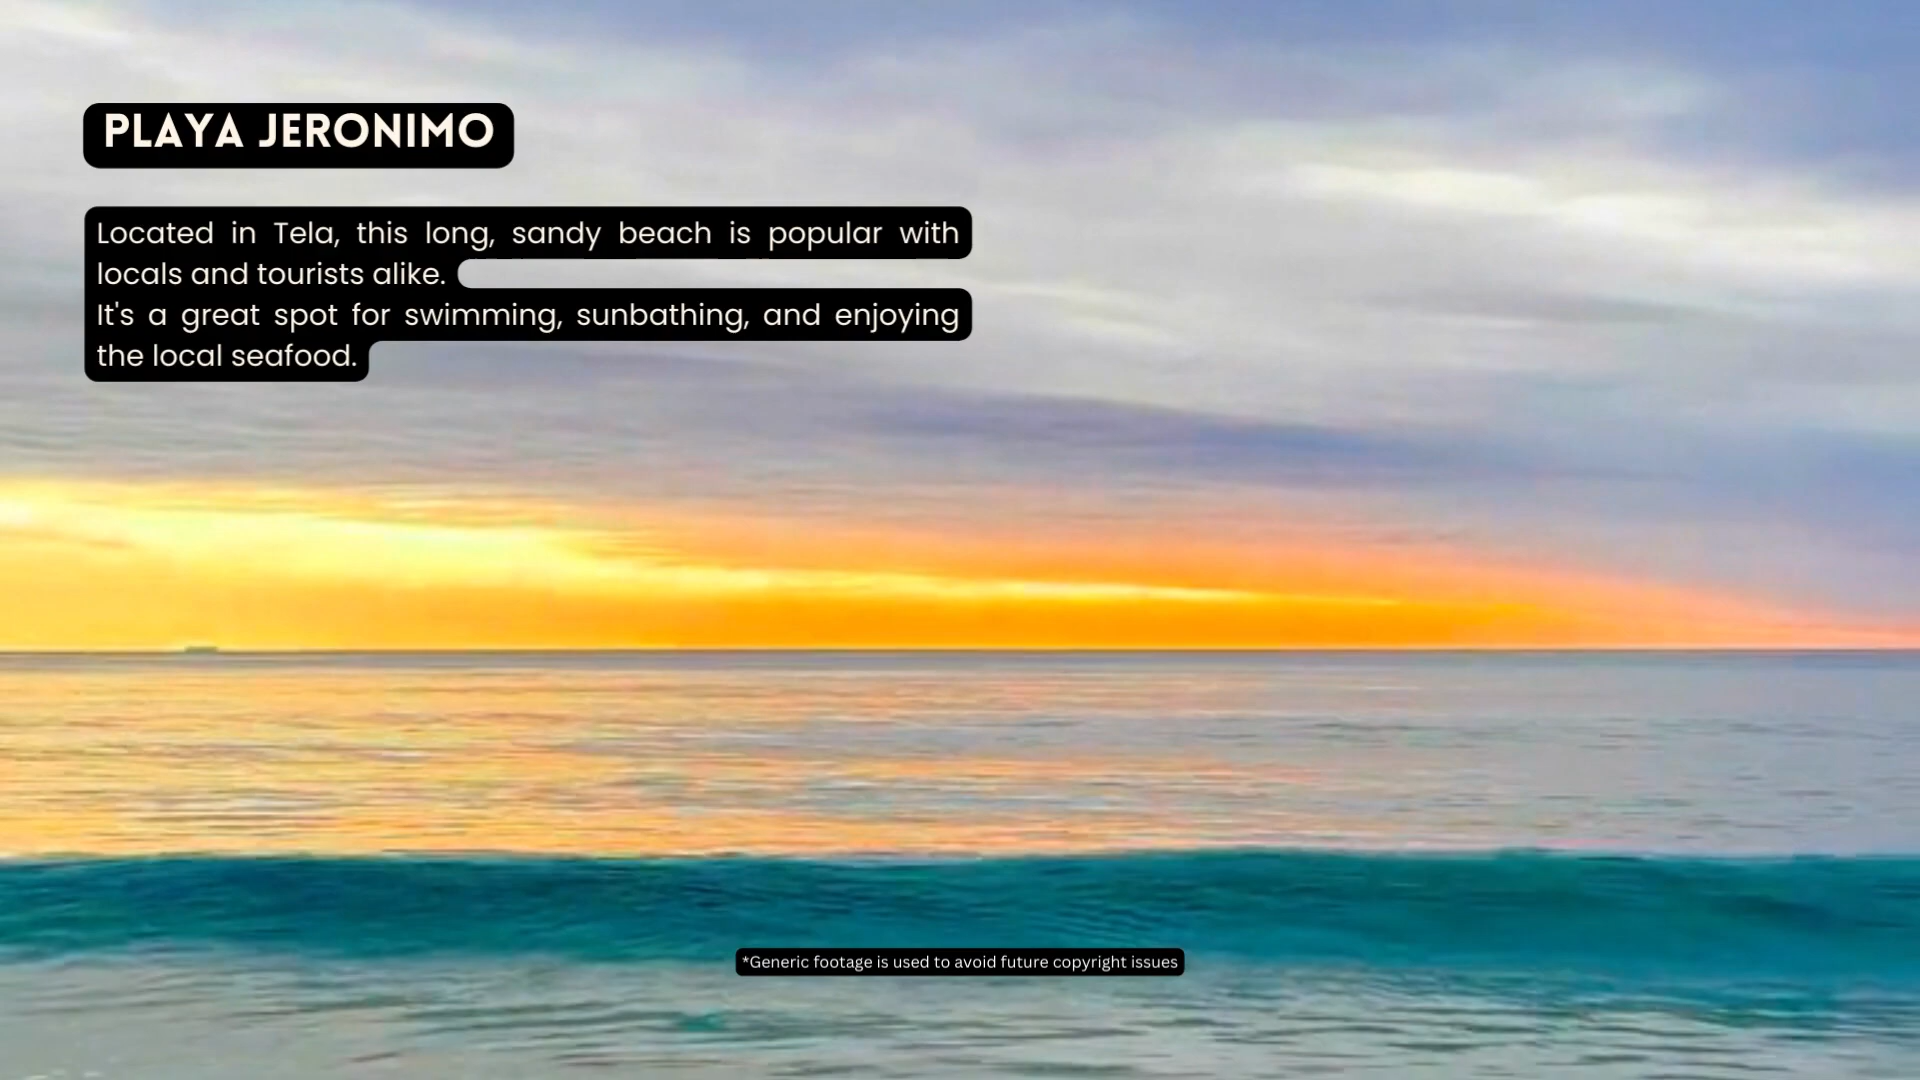 PLAYA JERONIMO
Located in Tela, this long, sandy beach is popular with
locals and tourists alike.
It's a great spot for swimming, sunbathing, and enjoying
the local seafood.
*Generic footage is used to avoid future copyright issues